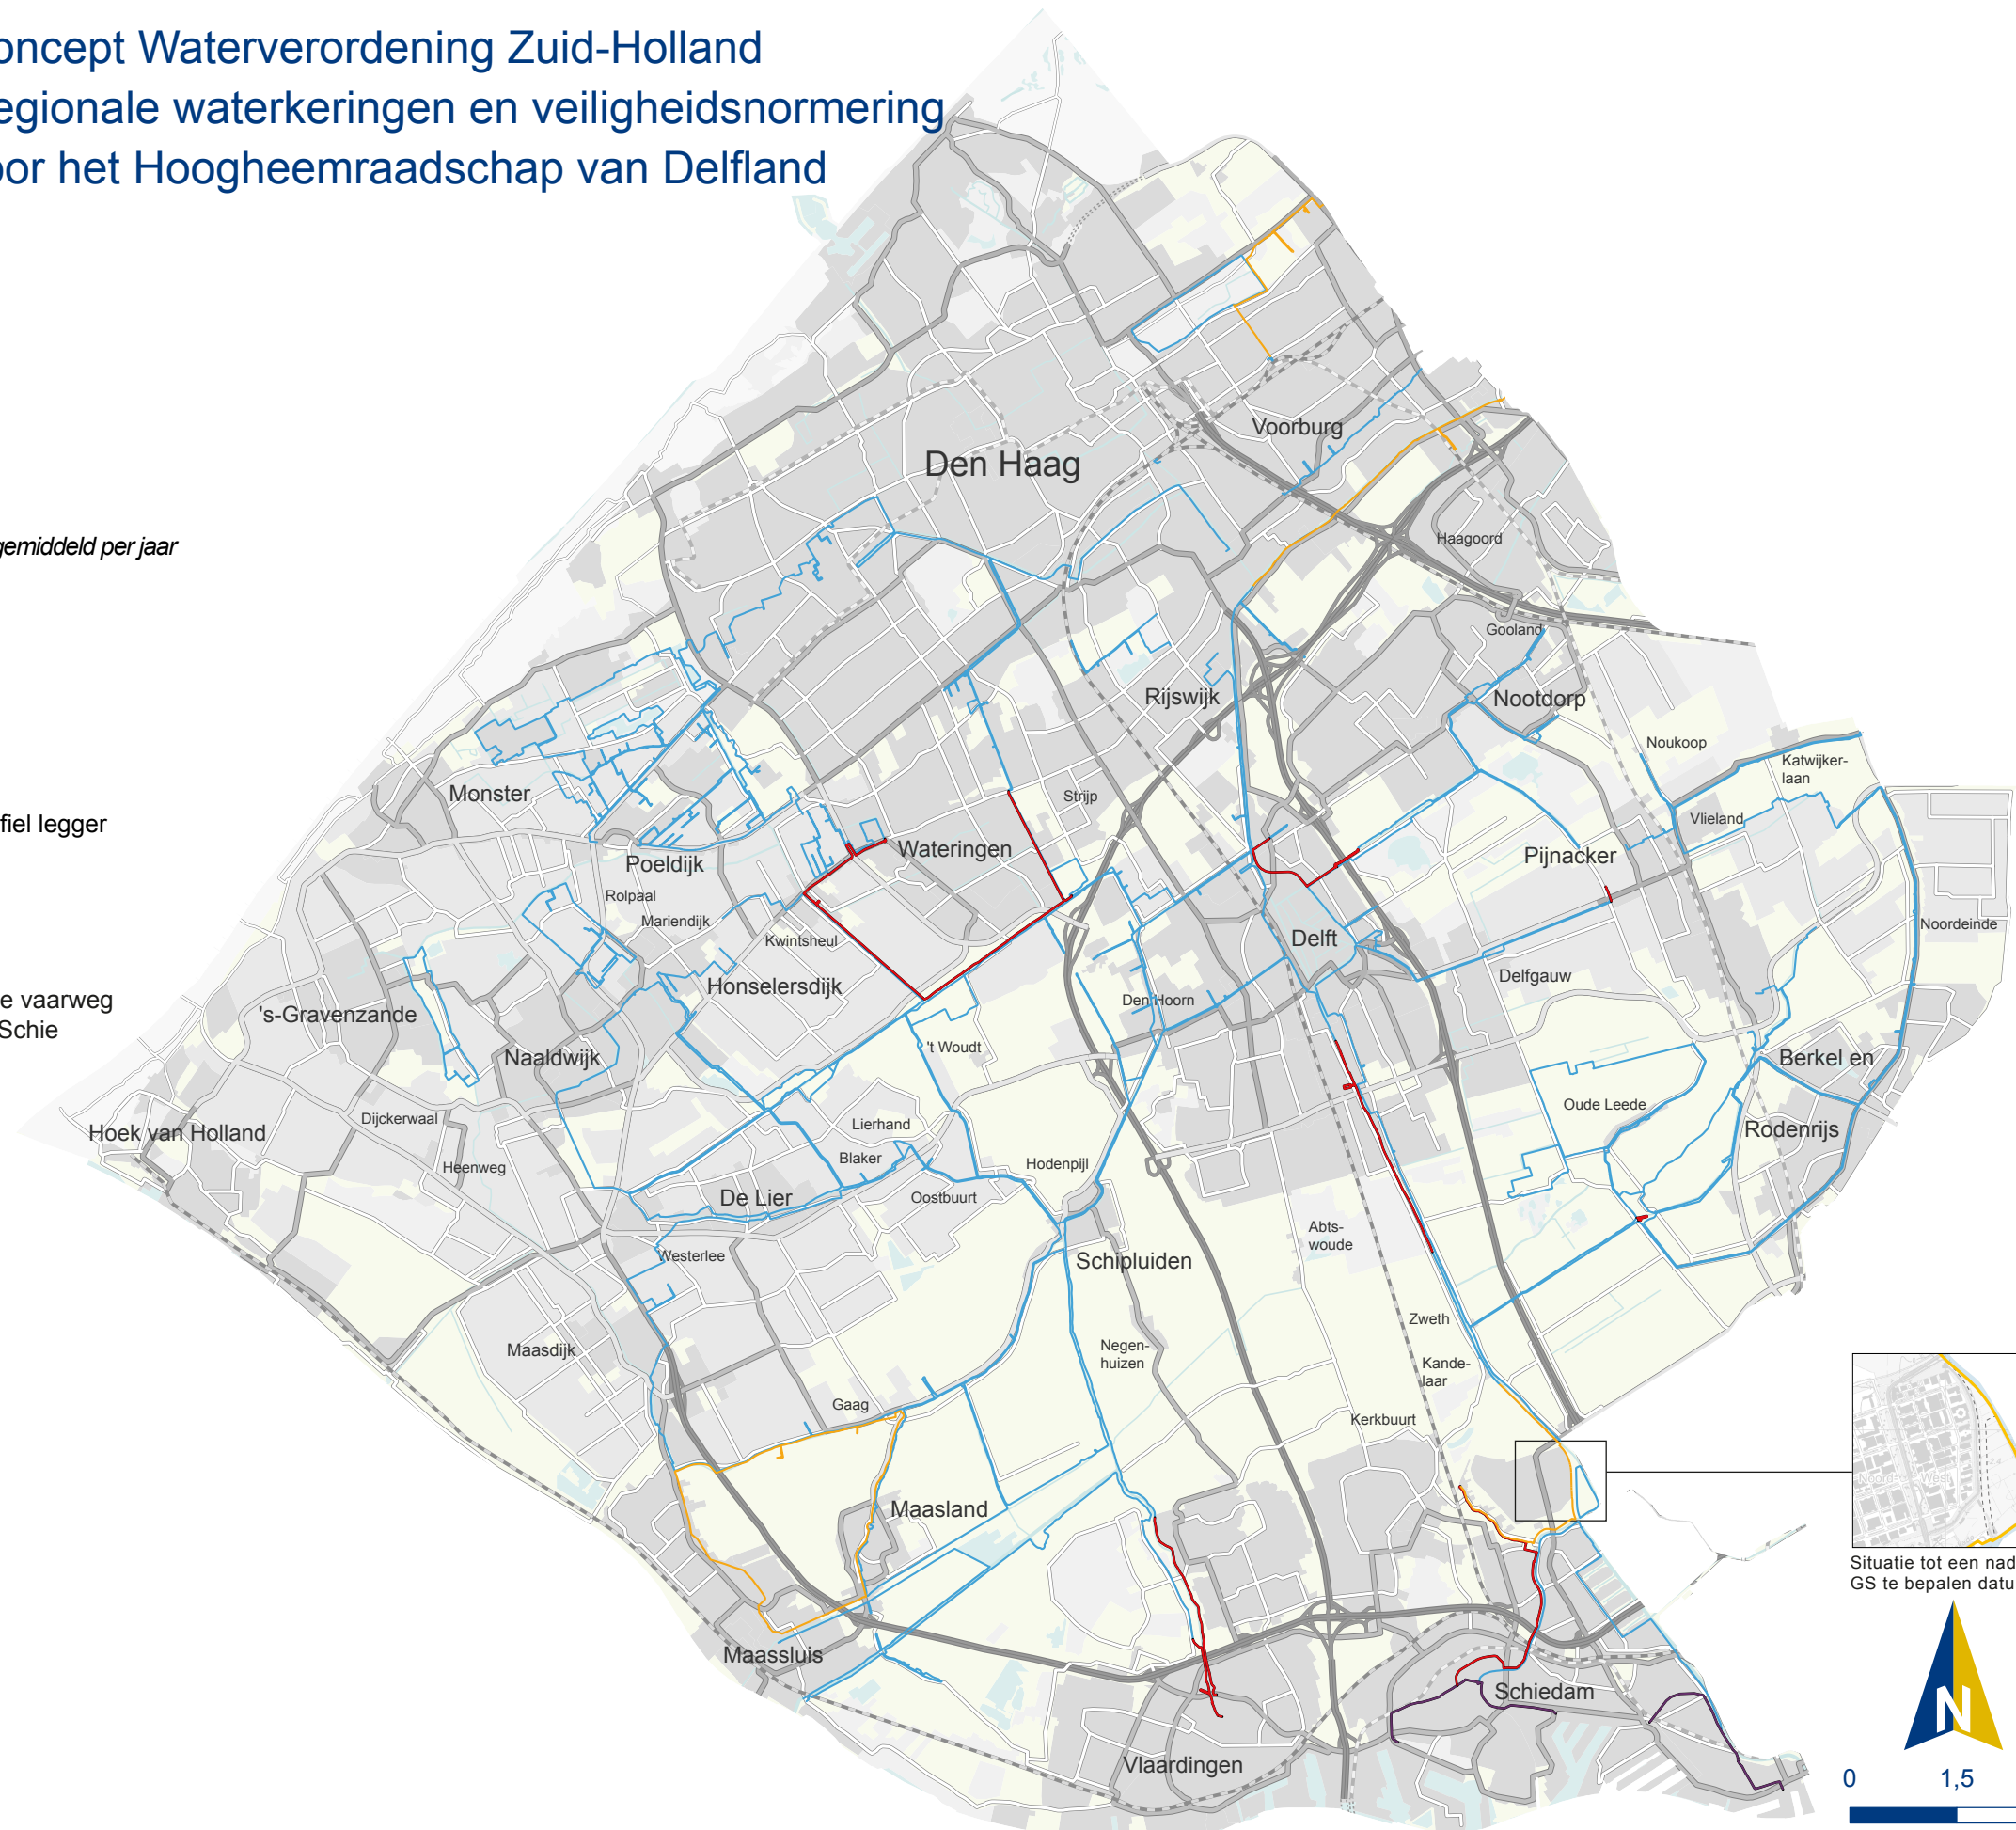 oncept Waterverordening Zuid-Holland
egionale waterkeringen en veiligheidsnormering
oor het Hoogheemraadschap van Delfland
gemiddeld per jaar
fiel legger
e vaarweg
Schie
Den Haag
Voorburg
Haagoord
Gooland
Rijswijk
Nootdorp
Noukoop
Katwijker-
laan
Monster
Strijp
Vlieland
Poeldijk
Wateringen
Pijnacker
Rolpaal
Mariendijk
Kwintsheul
Delft
Noordeinde
Honselersdijk
Den Hoorn
Delfgauw
's-Gravenzande
't Woudt
Naaldwijk
Berkel en
Rodenrijs
Oude Leede
Dijckerwaal
Hoek van Holland
Lierhand
Heenweg
Blaker
Hodenpijl
De Lier
Oostbuurt
Abts-
woude
Westerlee
Schipluiden
Maasdijk
Negen-
huizen
Zweth
Kande-
laar
Gaag
Kerkbuurt
Maasland
Noord-West
Situatie tot een nad
GS te bepalen datu
Maassluis
Schiedam
Vlaardingen
N
0 1,5